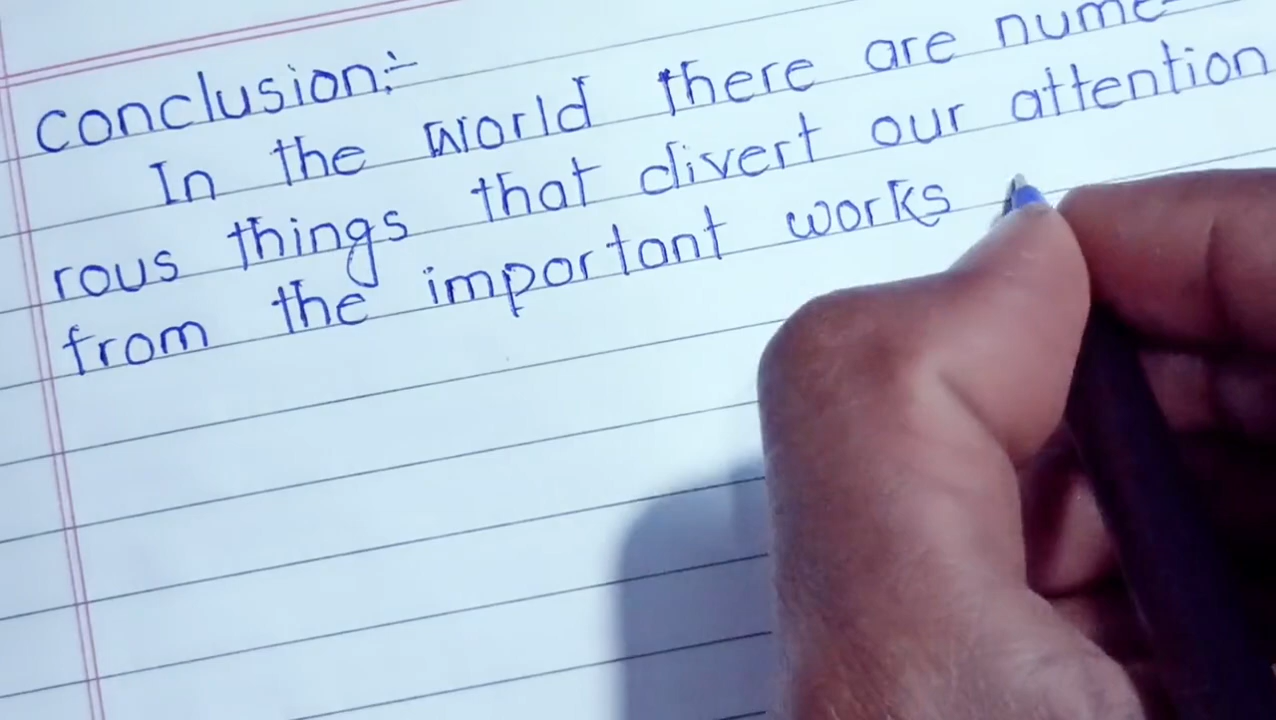 conclusion:-
In the world there are nume-
rous things that divert our attention
from the important works